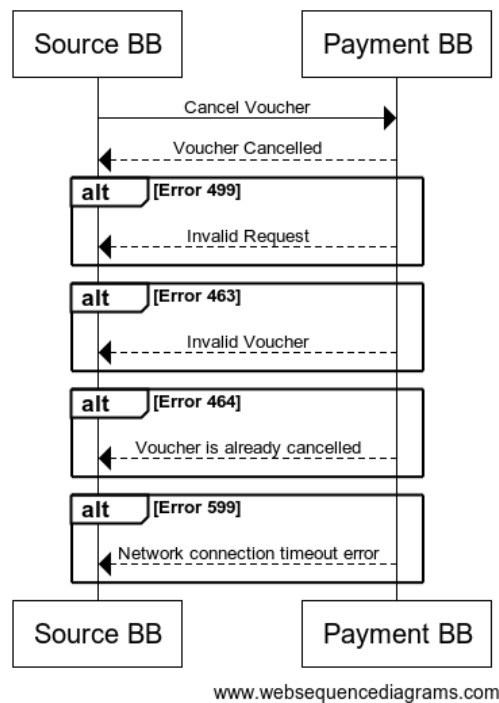 Source BB
Payment BB
Cancel Voucher
Voucher Cancelled
alt [Error 499]
Invalid Request
alt [Error 463]
Invalid Voucher
alt [Error 464]
Voucher is already cancelled
alt [Error 599]
Network connection timeout error
Source BB
Payment BB
www.websequencediagrams.com